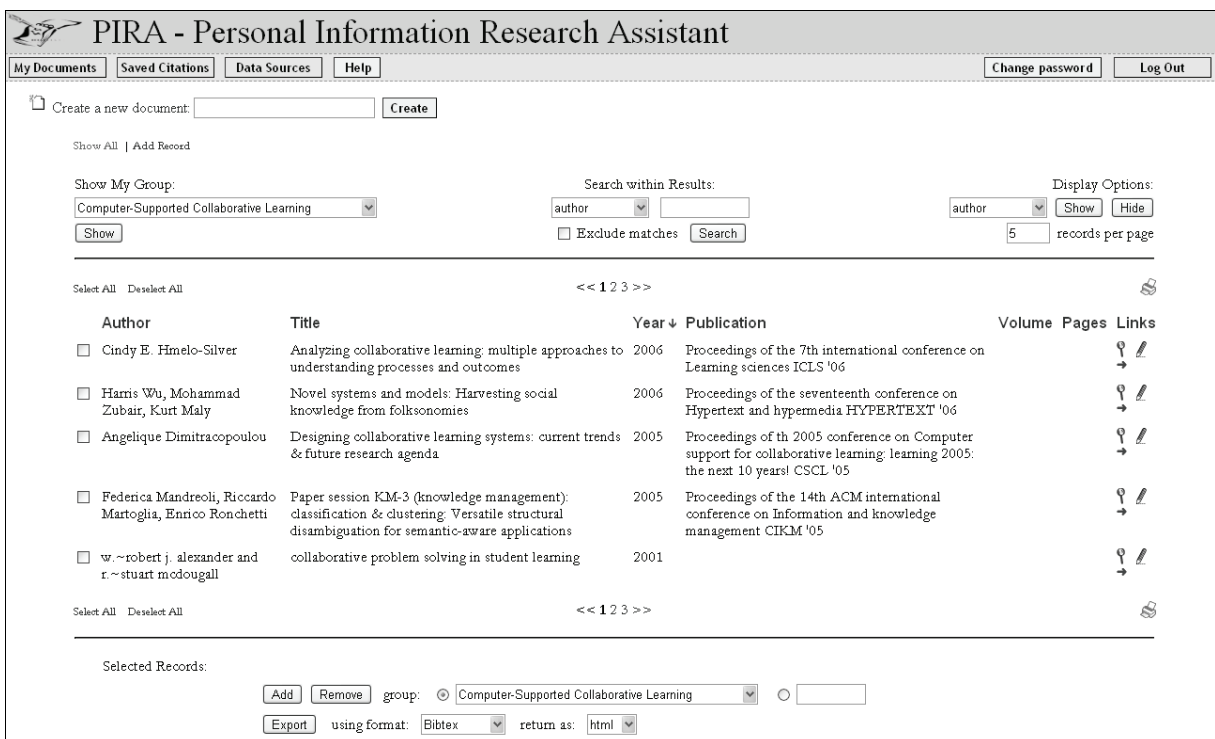 PIRA - Personal Information Research Assistant
My Documents Saved Citations Data Sources Help Change password Log Out
Create a new document: Create
Show All | Add Record
Show My Group: Search within Results: Display Options:
Computer-Supported Collaborative Learning author author Show Hide
Show Exclude matches Search 5 records per page
Select All Deselect All << 1 2 3 >>
Author Title Year ↓ Publication Volume Pages Links
Cindy E. Hmelo-Silver Analyzing collaborative learning: multiple approaches to 2006 Proceedings of the 7th international conference on
understanding processes and outcomes Learning sciences ICLS '06
Harris Wu, Mohammad Novel systems and models: Harvesting social 2006 Proceedings of the seventeenth conference on
Zubair, Kurt Maly knowledge from folksonomies Hypertext and hypermedia HYPERTEXT '06
Angelique Dimitracopoulou Designing collaborative learning systems: current trends 2005 Proceedings of th 2005 conference on Computer
& future research agenda support for collaborative learning: learning 2005:
the next 10 years! CSCL '05
Federica Mandreoli, Riccardo Paper session KM-3 (knowledge management): 2005 Proceedings of the 14th ACM international
Martoglia, Enrico Ronchetti classification & clustering: Versatile structural conference on Information and knowledge
disambiguation for semantic-aware applications management CIKM '05
w.~robert j. alexander and collaborative problem solving in student learning 2001
r.~stuart mcdougall
Select All Deselect All << 1 2 3 >>
Selected Records:
Add Remove group: Computer-Supported Collaborative Learning
Export using format: Bibtex return as: html